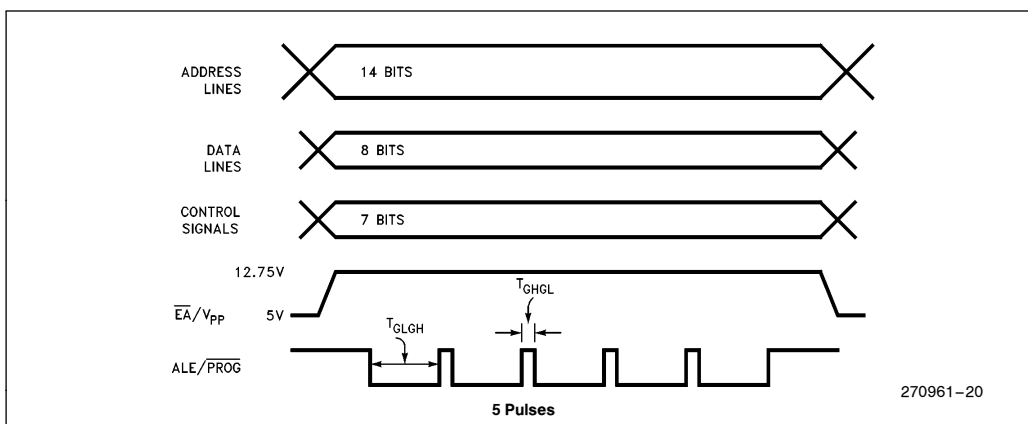 ADDRESS
LINES
14 BITS
DATA
LINES
8 BITS
CONTROL
SIGNALS
7 BITS
12.75V
EA/VPP 5V
TGLGH
TGHGL
ALE/PROG
5 Pulses
270961–20